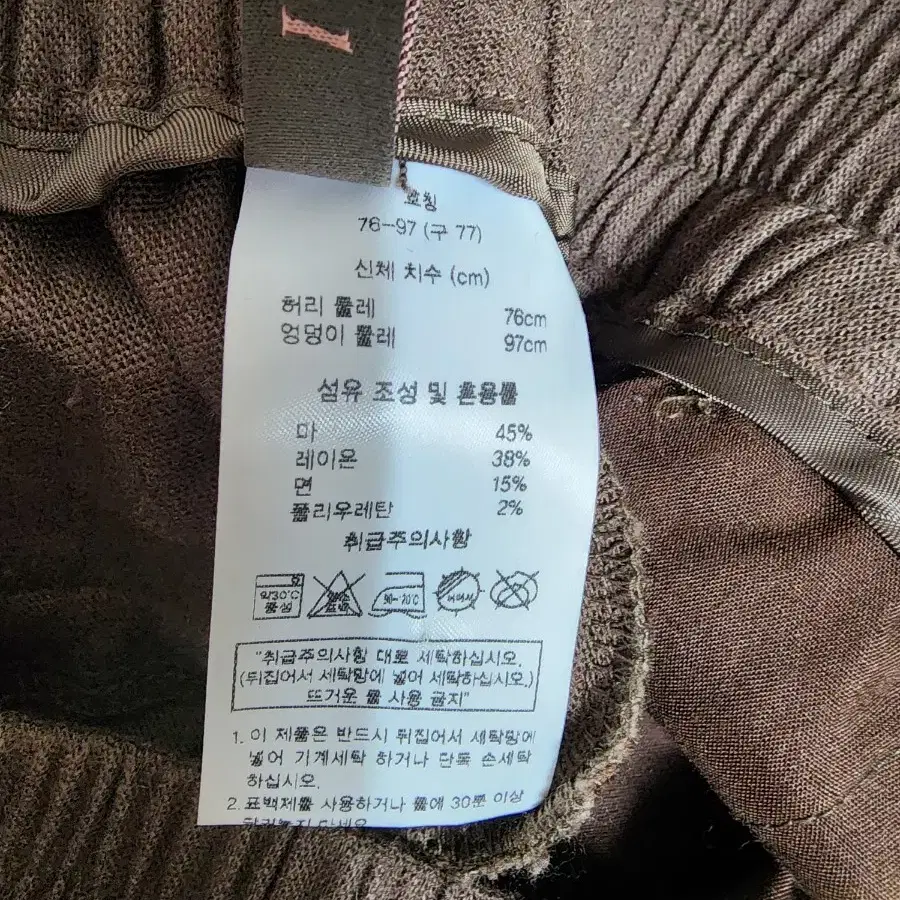 호칭
76--97 (구 77)
신체 치수 (cm)
허리 둘레 76cm
엉덩이 둘레 97cm
섬유 조성 및 혼용률
마 45%
레이온 38%
면 15%
폴리우레탄 2%
취급주의사항
중성
"취급주의사항 대로 세탁하십시오.
(뒤집어서 세탁망에 넣어 세탁하십시오.)
뜨거운 물 사용 금지"
1. 이 제품은 반드시 뒤집어서 세탁망에
넣어 기계세탁 하거나 단독 손세탁
하십시오.
2. 표백제를 사용하거나 물에 30분 이상